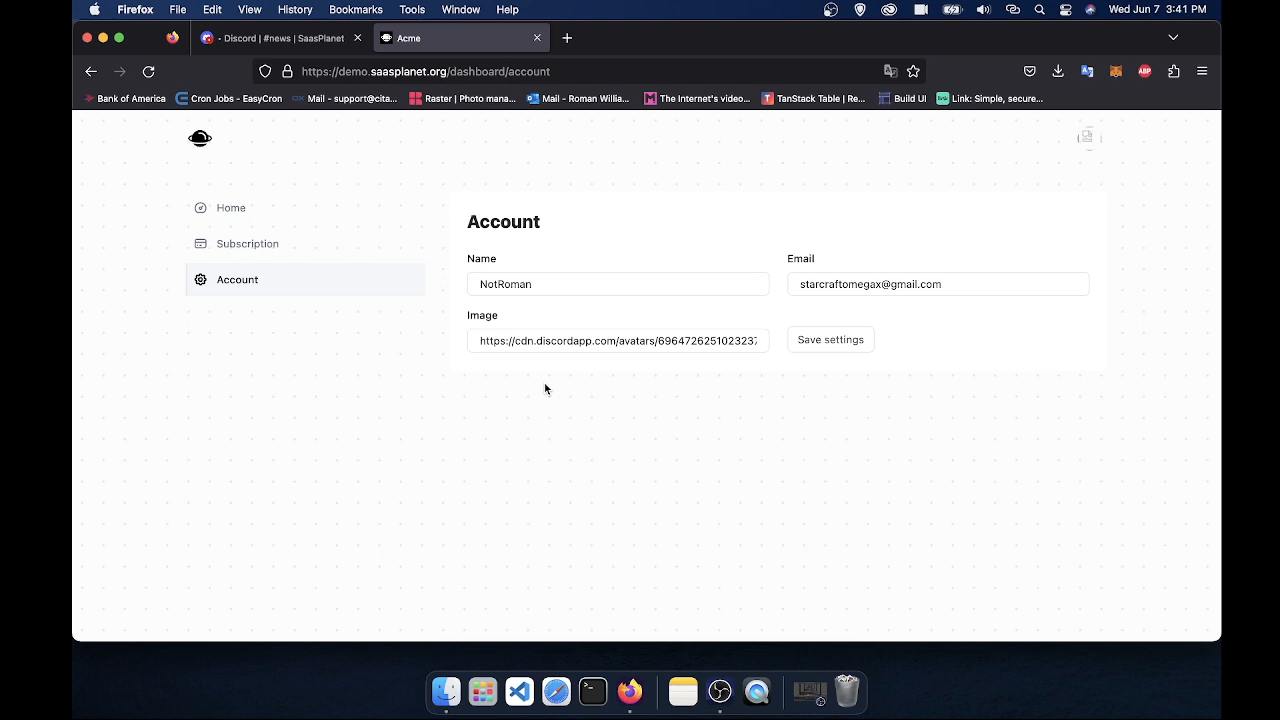 Firefox File Edit View History Bookmarks Tools Window Help Wed Jun 7 3:41 PM
- Discord | #news | SaasPlanet
Acme
https://demo.saasplanet.org/dashboard/account
ABP
Bank of America
Cron Jobs - EasyCron
Mail - support@cita...
Raster | Photo mana...
Mail - Roman Willia...
The Internet's video...
TanStack Table | Re...
Build UI
Link: Simple, secure...
Home
Subscription
Account
Account
Name
Email
NotRoman
starcraftomegax@gmail.com
Image
https://cdn.discordapp.com/avatars/6964726251023237
Save settings